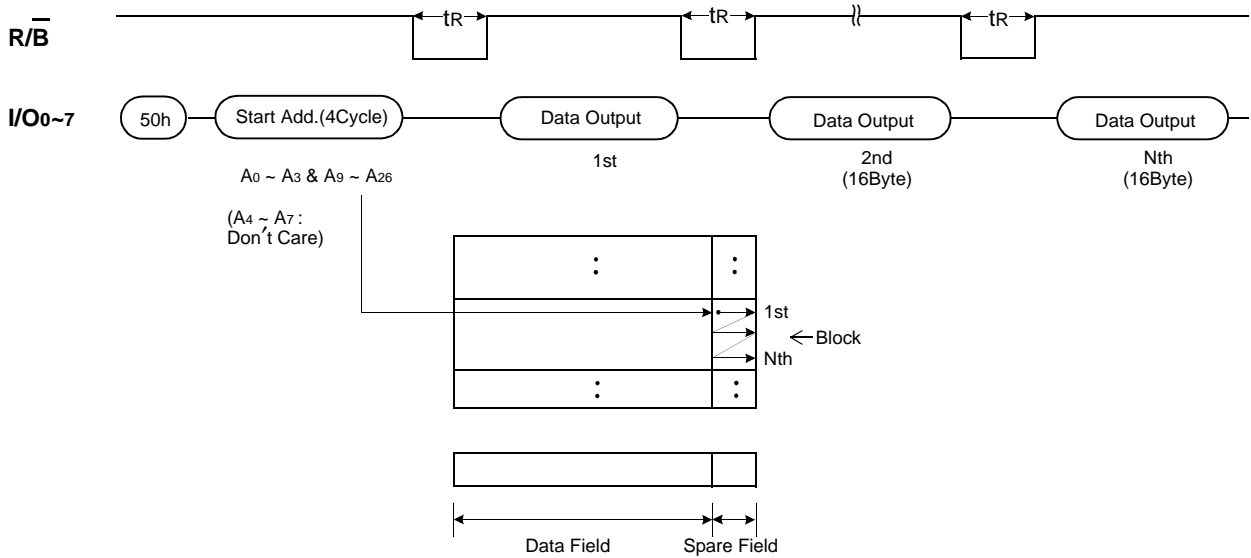 R/B̅
tR
tR
tR
I/O0~7
50h
Start Add.(4Cycle)
Data Output
Data Output
Data Output
1st
2nd
(16Byte)
Nth
(16Byte)
A0 ~ A3 & A9 ~ A26
(A4 ~ A7 :
Don′t Care)
1st
Block
Nth
Data Field
Spare Field